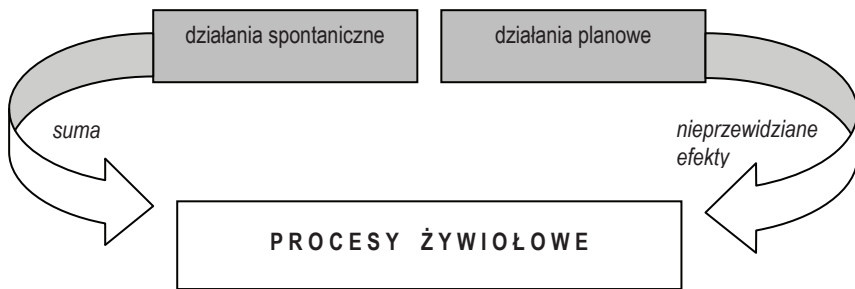 działania spontaniczne
działania planowe
suma
nieprzewidziane
efekty
PROCESY ŻYWIOŁOWE